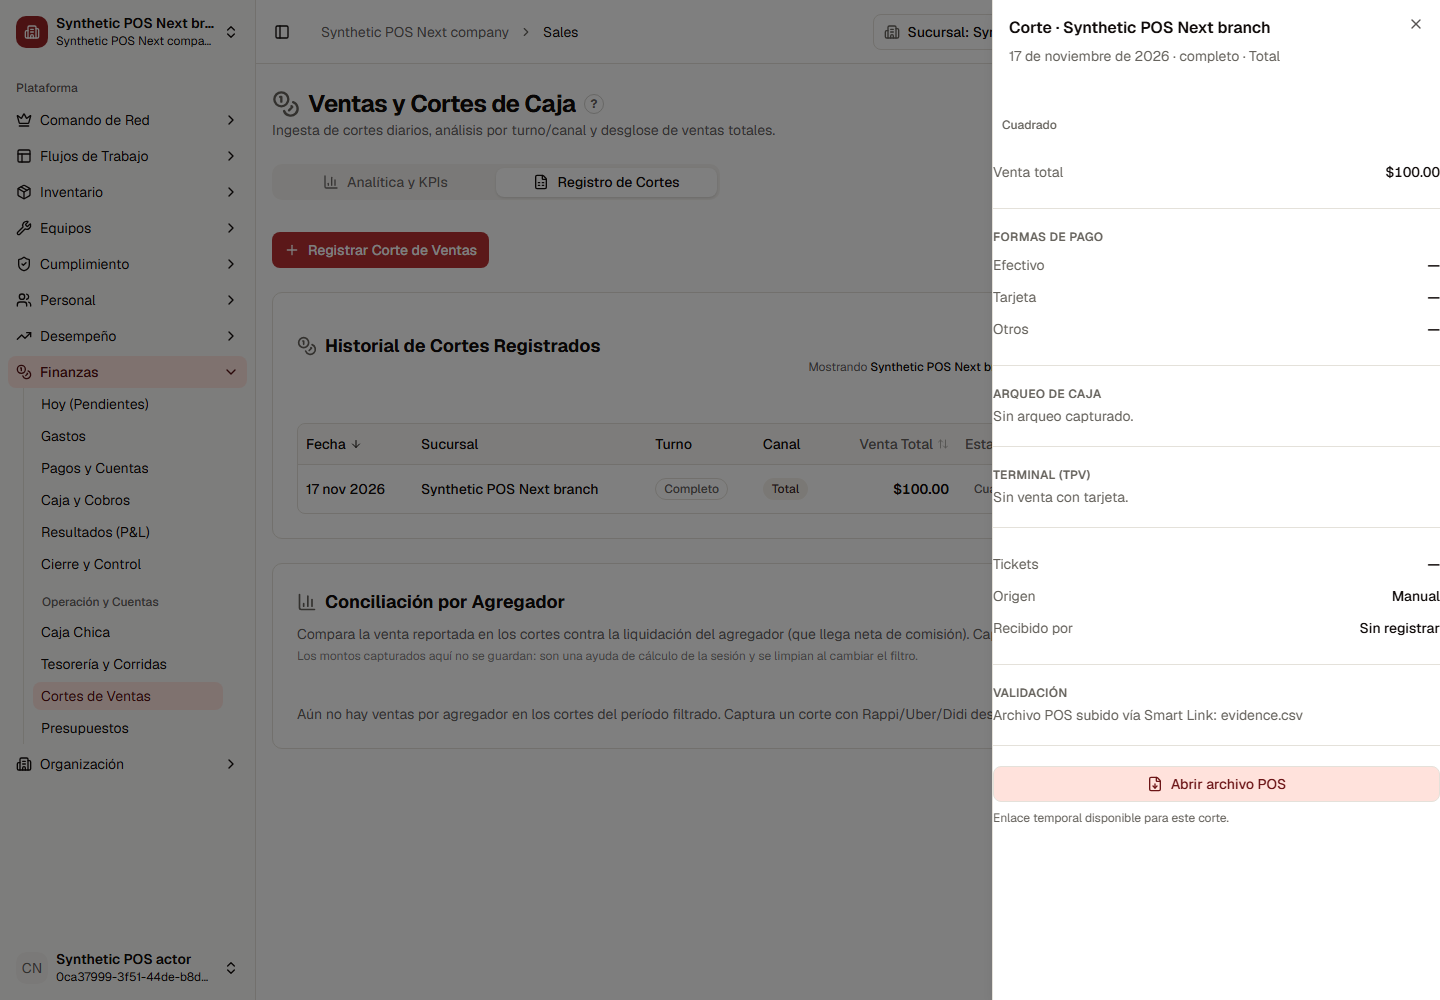 Synthetic POS Next br...
Synthetic POS Next compa...
Plataforma
Comando de Red
Flujos de Trabajo
Inventario
Equipos
Cumplimiento
Personal
Desempeño
Finanzas
Hoy (Pendientes)
Gastos
Pagos y Cuentas
Caja y Cobros
Resultados (P&L)
Cierre y Control
Operación y Cuentas
Caja Chica
Tesorería y Corridas
Cortes de Ventas
Presupuestos
Organización
CN
Synthetic POS actor
0ca37999-3f51-44de-b8d...
Synthetic POS Next company > Sales
Sucursal: Syn
Ventas y Cortes de Caja ?
Ingesta de cortes diarios, análisis por turno/canal y desglose de ventas totales.
Analítica y KPIs
Registro de Cortes
+ Registrar Corte de Ventas
Historial de Cortes Registrados
Mostrando Synthetic POS Next b
Fecha ↓ Sucursal Turno Canal Venta Total ↑↓ Esta
17 nov 2026 Synthetic POS Next branch Completo Total $100.00 Cua
Conciliación por Agregador
Compara la venta reportada en los cortes contra la liquidación del agregador (que llega neta de comisión). Ca
Los montos capturados aquí no se guardan: son una ayuda de cálculo de la sesión y se limpian al cambiar el filtro.
Aún no hay ventas por agregador en los cortes del período filtrado. Captura un corte con Rappi/Uber/Didi des
Corte · Synthetic POS Next branch
17 de noviembre de 2026 · completo · Total
Cuadrado
Venta total $100.00
FORMAS DE PAGO
Efectivo —
Tarjeta —
Otros —
ARQUEO DE CAJA
Sin arqueo capturado.
TERMINAL (TPV)
Sin venta con tarjeta.
Tickets —
Origen Manual
Recibido por Sin registrar
VALIDACIÓN
Archivo POS subido vía Smart Link: evidence.csv
Abrir archivo POS
Enlace temporal disponible para este corte.